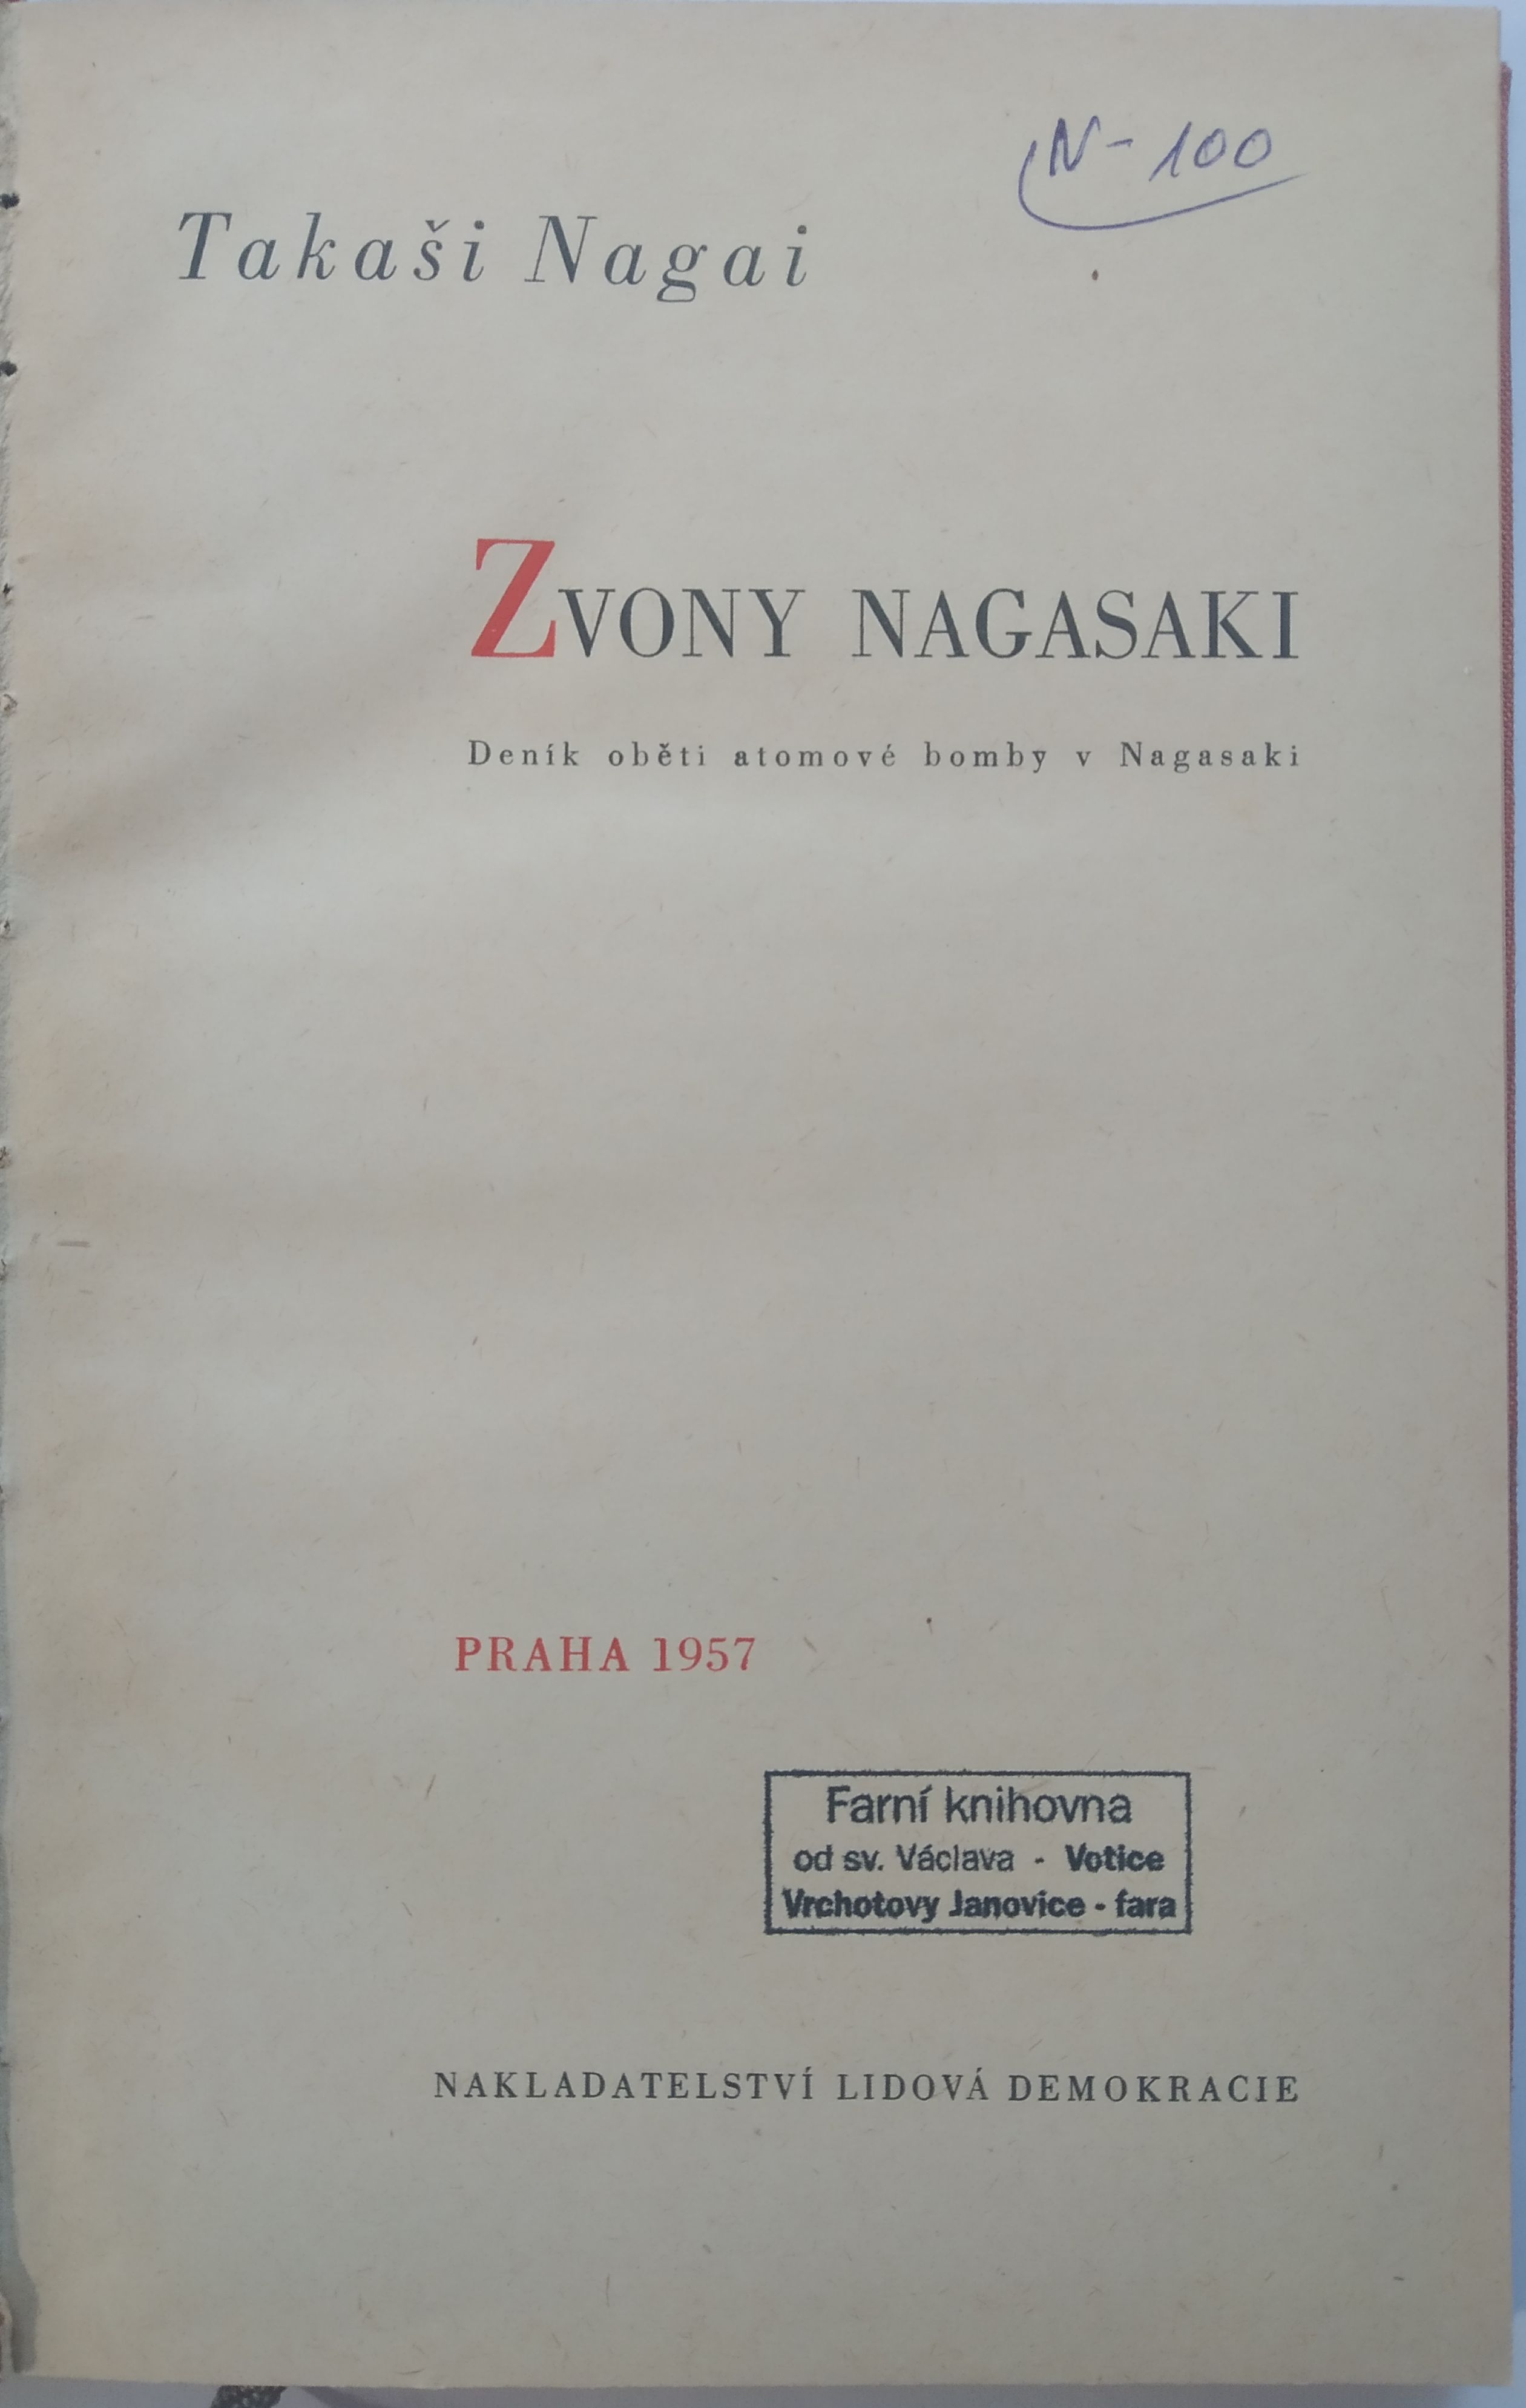 N-100
Takaši Nagai
ZVONY NAGASAKI
Deník oběti atomové bomby v Nagasaki
PRAHA 1957
Farní knihovna
od sv. Václava - Votice
Vrchotovy Janovice - fara
NAKLADATELSTVÍ LIDOVÁ DEMOKRACIE